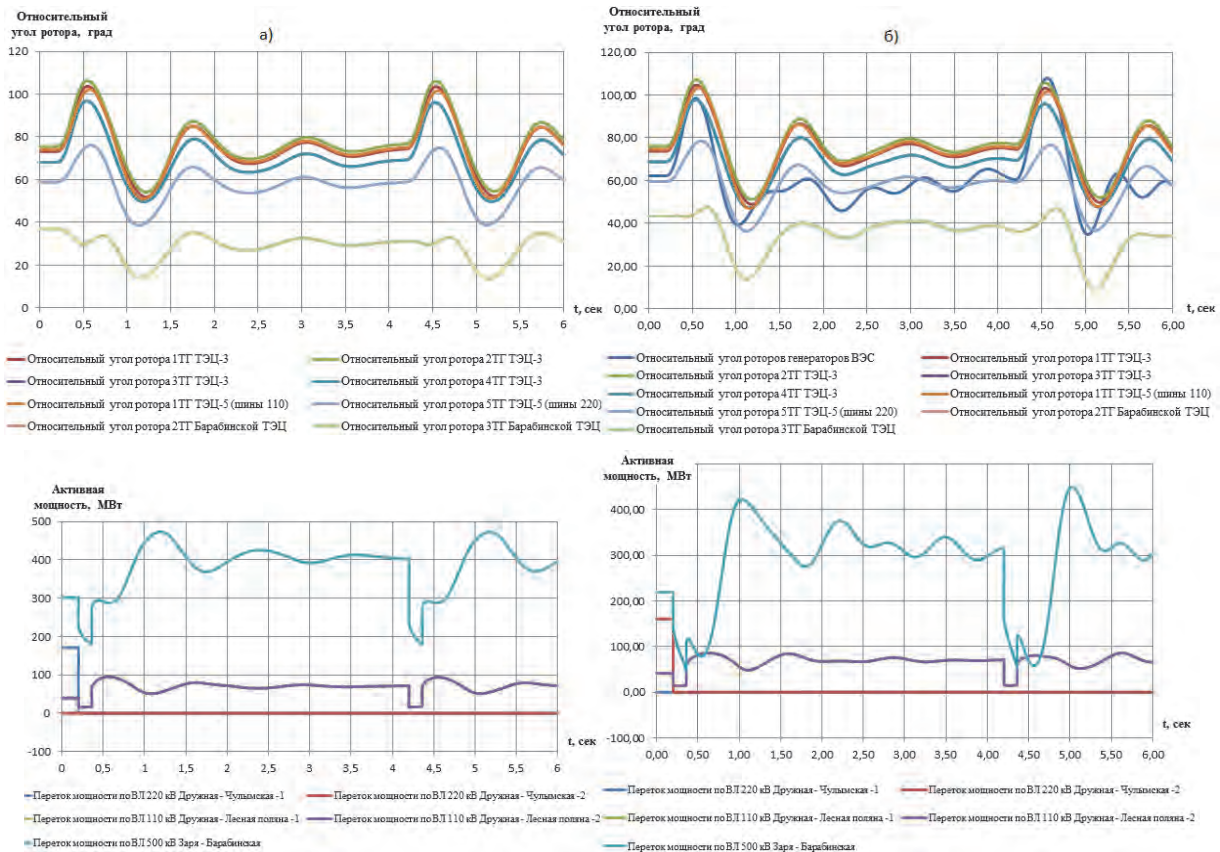 Относительный
угол ротора, град
а)
120
100
80
60
40
20
0
0 0,5 1 1,5 2 2,5 3 3,5 4 4,5 5 5,5 6
t, сек
Относительный угол ротора 1ТГ ТЭЦ-3
Относительный угол ротора 2ТГ ТЭЦ-3
Относительный угол ротора 3ТГ ТЭЦ-3
Относительный угол ротора 4ТГ ТЭЦ-3
Относительный угол ротора 1ТГ ТЭЦ-5 (шины 110)
Относительный угол ротора 5ТГ ТЭЦ-5 (шины 220)
Относительный угол ротора 2ТГ Барабинской ТЭЦ
Относительный угол ротора 3ТГ Барабинской ТЭЦ
Относительный
угол ротора, град
б)
120,00
100,00
80,00
60,00
40,00
20,00
0,00
0,00 0,50 1,00 1,50 2,00 2,50 3,00 3,50 4,00 4,50 5,00 5,50 6,00
t, сек
Относительный угол роторов генераторов ВЭС
Относительный угол ротора 1ТГ ТЭЦ-3
Относительный угол ротора 2ТГ ТЭЦ-3
Относительный угол ротора 3ТГ ТЭЦ-3
Относительный угол ротора 4ТГ ТЭЦ-3
Относительный угол ротора 1ТГ ТЭЦ-5 (шины 110)
Относительный угол ротора 5ТГ ТЭЦ-5 (шины 220)
Относительный угол ротора 2ТГ Барабинской ТЭЦ
Относительный угол ротора 3ТГ Барабинской ТЭЦ
Активная
мощность, МВт
500
400
300
200
100
0
-100
0 0,5 1 1,5 2 2,5 3 3,5 4 4,5 5 5,5 6
t, сек
Переток мощности по ВЛ 220 кВ Дружная - Чулымская -1
Переток мощности по ВЛ 220 кВ Дружная - Чулымская -2
Переток мощности по ВЛ 110 кВ Дружная - Лесная поляна -1
Переток мощности по ВЛ 110 кВ Дружная - Лесная поляна -2
Переток мощности по ВЛ 500 кВ Заря - Барабинская
Активная
мощность, МВт
400,00
300,00
200,00
100,00
0,00
-100,00
0,00 0,50 1,00 1,50 2,00 2,50 3,00 3,50 4,00 4,50 5,00 5,50 6,00
t, сек
Переток мощности по ВЛ 220 кВ Дружная - Чулымская -1
Переток мощности по ВЛ 220 кВ Дружная - Чулымская -2
Переток мощности по ВЛ 110 кВ Дружная - Лесная поляна -1
Переток мощности по ВЛ 110 кВ Дружная - Лесная поляна -2
Переток мощности по ВЛ 500 кВ Заря - Барабинская